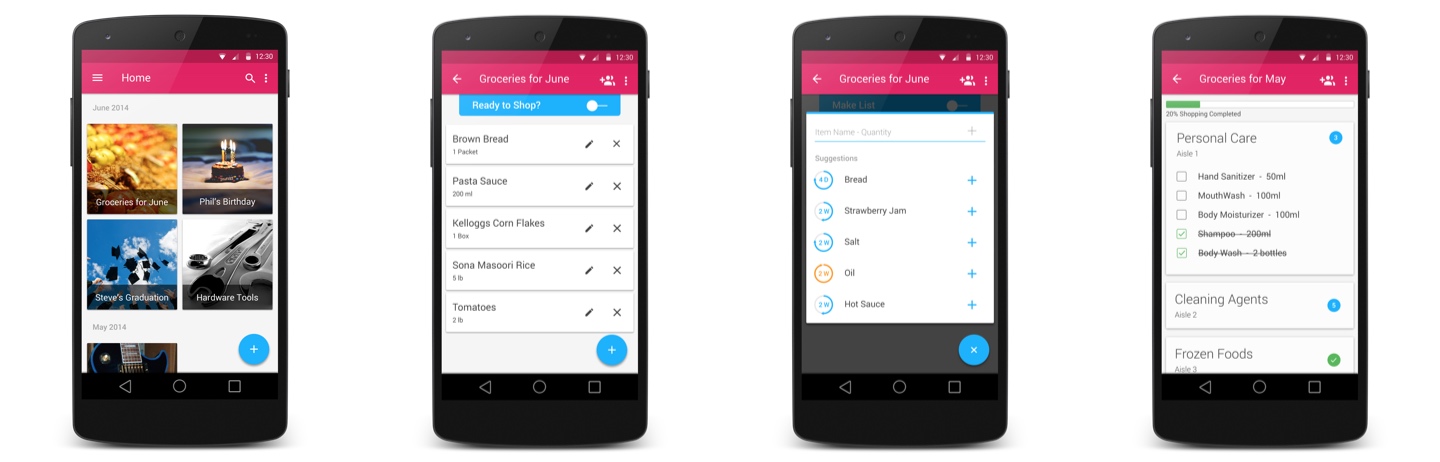 12:30
Home
June 2014
Groceries for June
Phil's Birthday
Steve's Graduation
Hardware Tools
May 2014
+
12:30
Groceries for June
Ready to Shop?
Brown Bread
1 Packet
Pasta Sauce
200 ml
Kelloggs Corn Flakes
1 Box
Sona Masoori Rice
5 lb
Tomatoes
2 lb
+
12:30
Groceries for June
Make List
Item Name - Quantity
Suggestions
4 D Bread
2 W Strawberry Jam
2 W Salt
2 W Oil
2 W Hot Sauce
12:30
Groceries for May
20% Shopping Completed
Personal Care 3
Aisle 1
Hand Sanitizer - 50ml
MouthWash - 100ml
Body Moisturizer - 100ml
Shampoo - 200ml
Body Wash - 2 bottles
Cleaning Agents 5
Aisle 2
Frozen Foods
Aisle 3